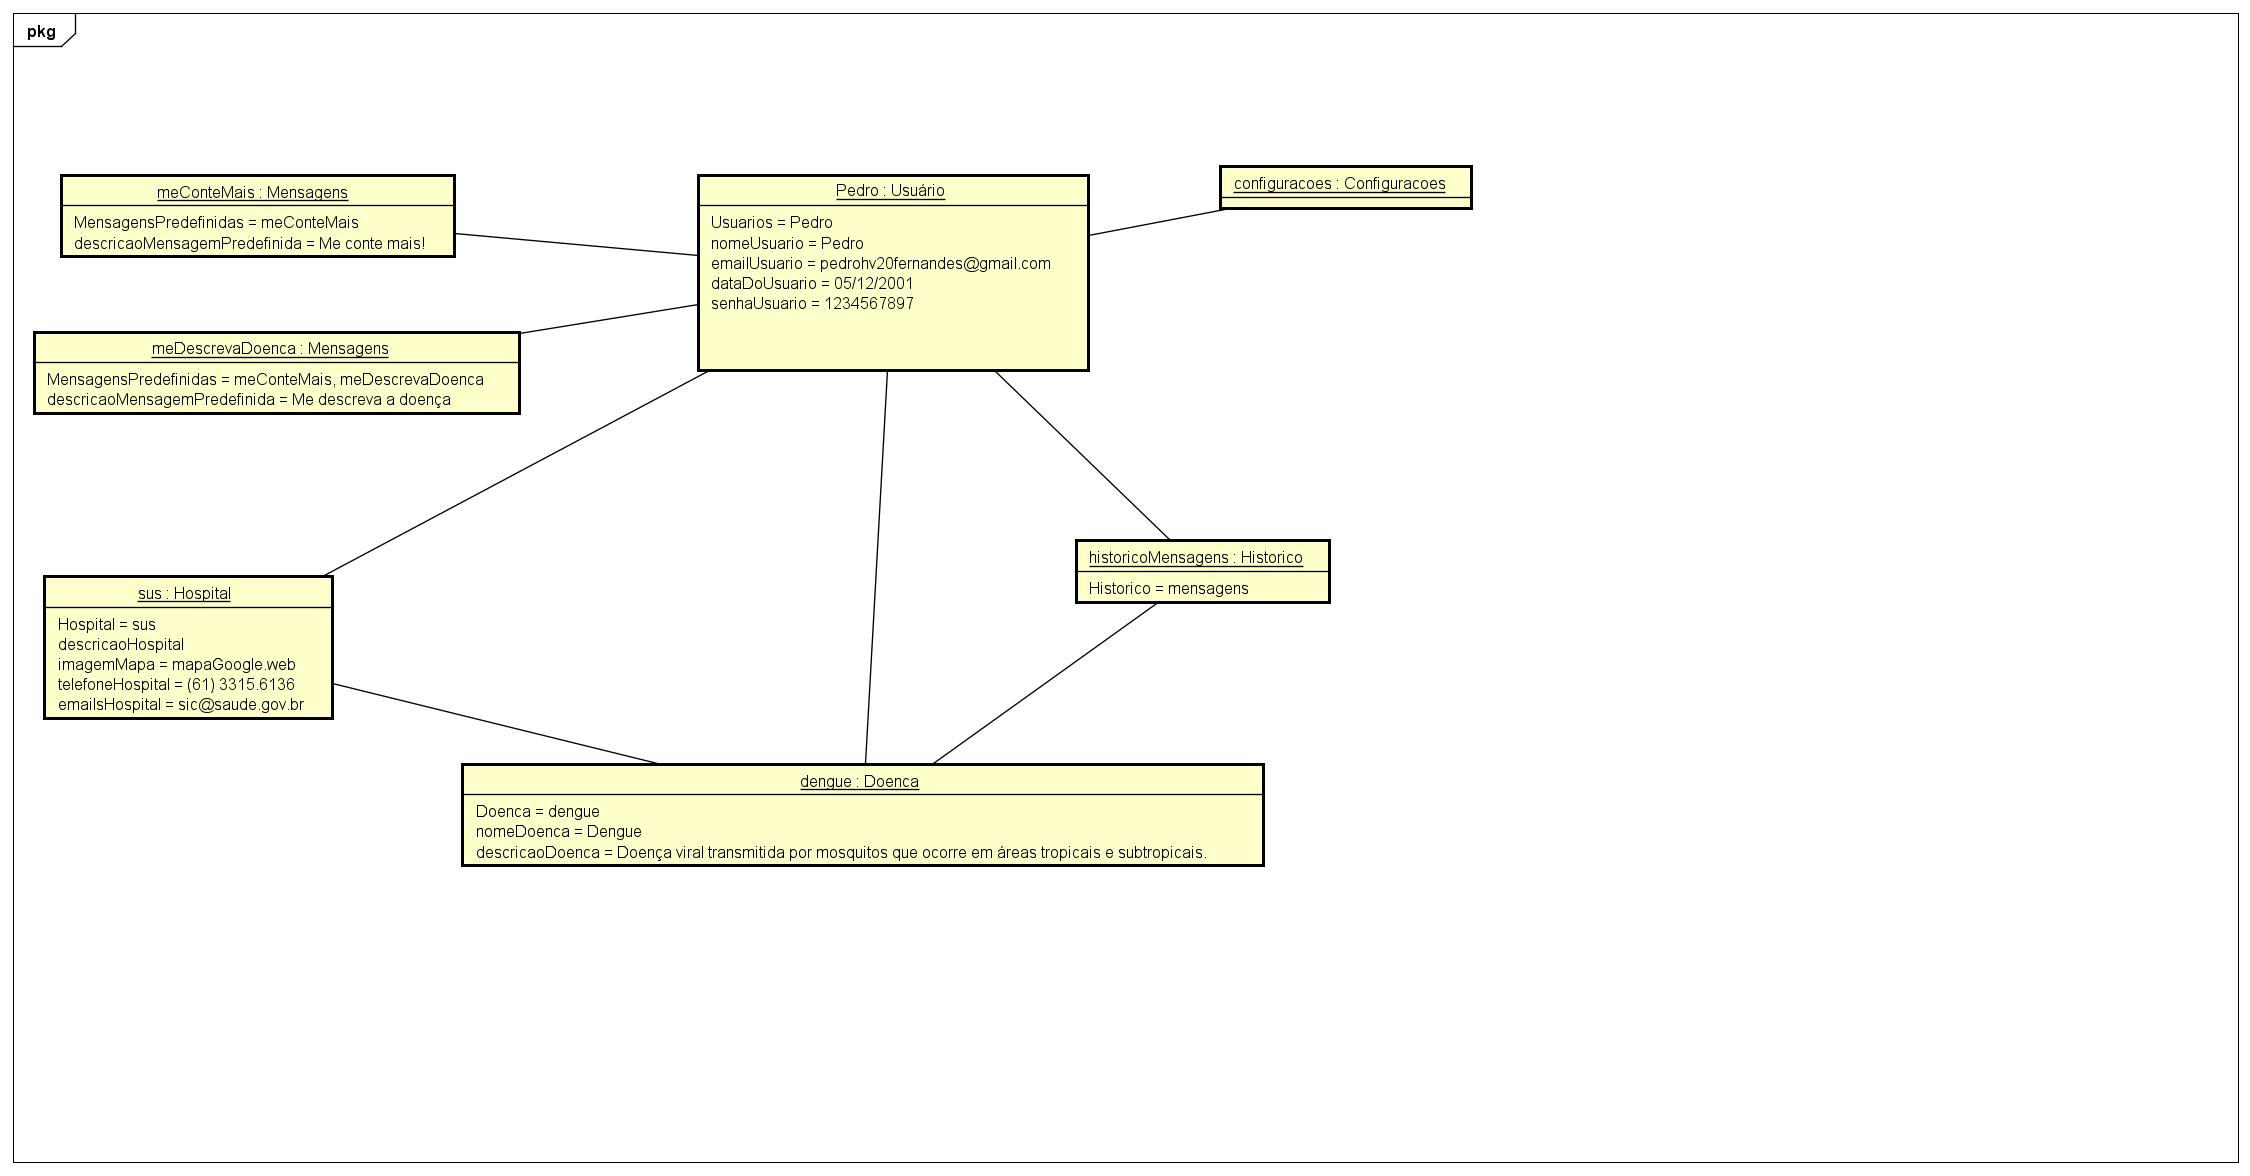 pkg
meConteMais : Mensagens
MensagensPredefinidas = meConteMais
descricaoMensagemPredefinida = Me conte mais!
Pedro : Usuário
Usuarios = Pedro
nomeUsuario = Pedro
emailUsuario = pedrohv20fernandes@gmail.com
dataDoUsuario = 05/12/2001
senhaUsuario = 1234567897
configuracoes : Configuracoes
meDescrevaDoenca : Mensagens
MensagensPredefinidas = meConteMais, meDescrevaDoenca
descricaoMensagemPredefinida = Me descreva a doença
historicoMensagens : Historico
Historico = mensagens
sus : Hospital
Hospital = sus
descricaoHospital
imagemMapa = mapaGoogle.web
telefoneHospital = (61) 3315.6136
emailsHospital = sic@saude.gov.br
dengue : Doenca
Doenca = dengue
nomeDoenca = Dengue
descricaoDoenca = Doença viral transmitida por mosquitos que ocorre em áreas tropicais e subtropicais.